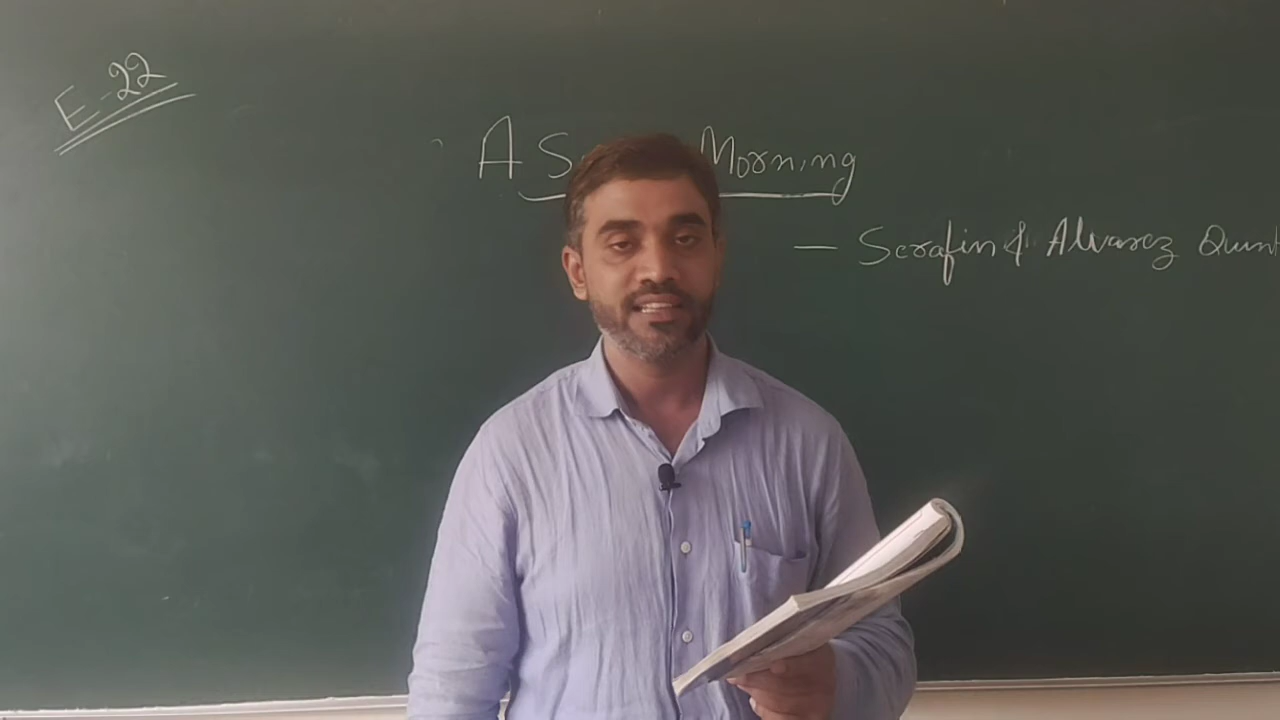 E-22
A S Morning
— Serafin & Alvarez Quint